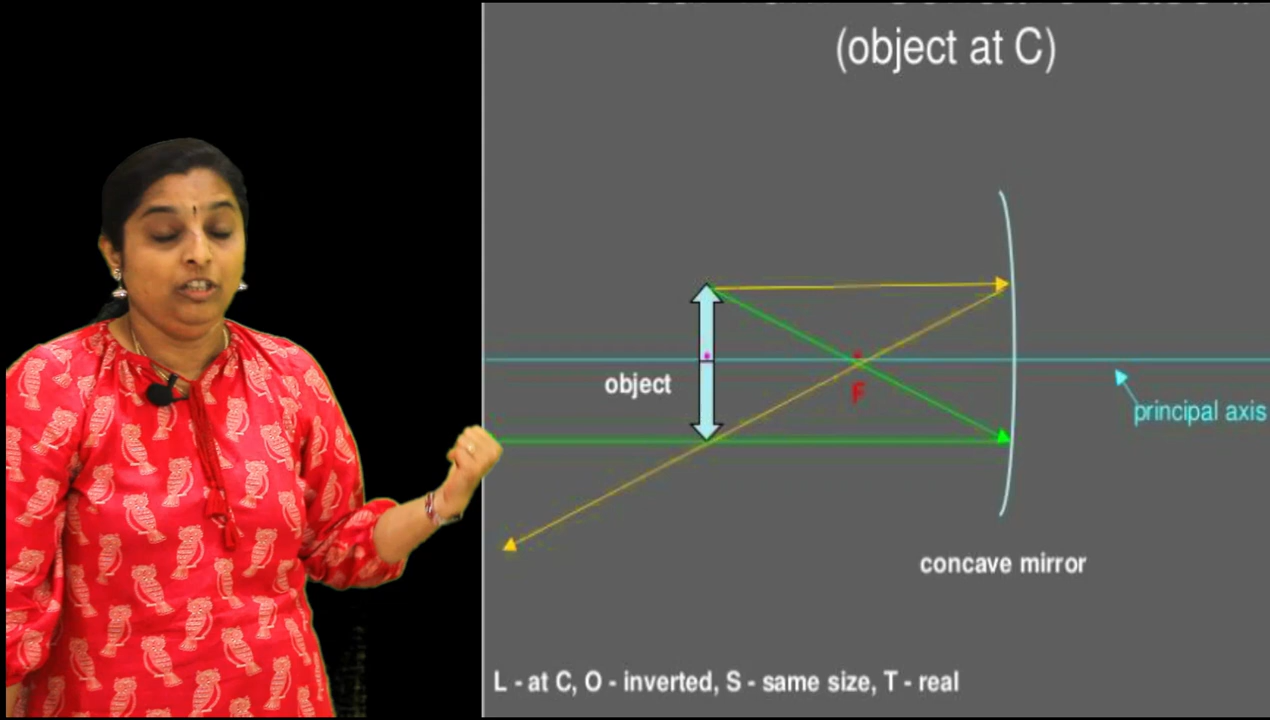 (object at C)
object
F
principal axis
concave mirror
L - at C, O - inverted, S - same size, T - real